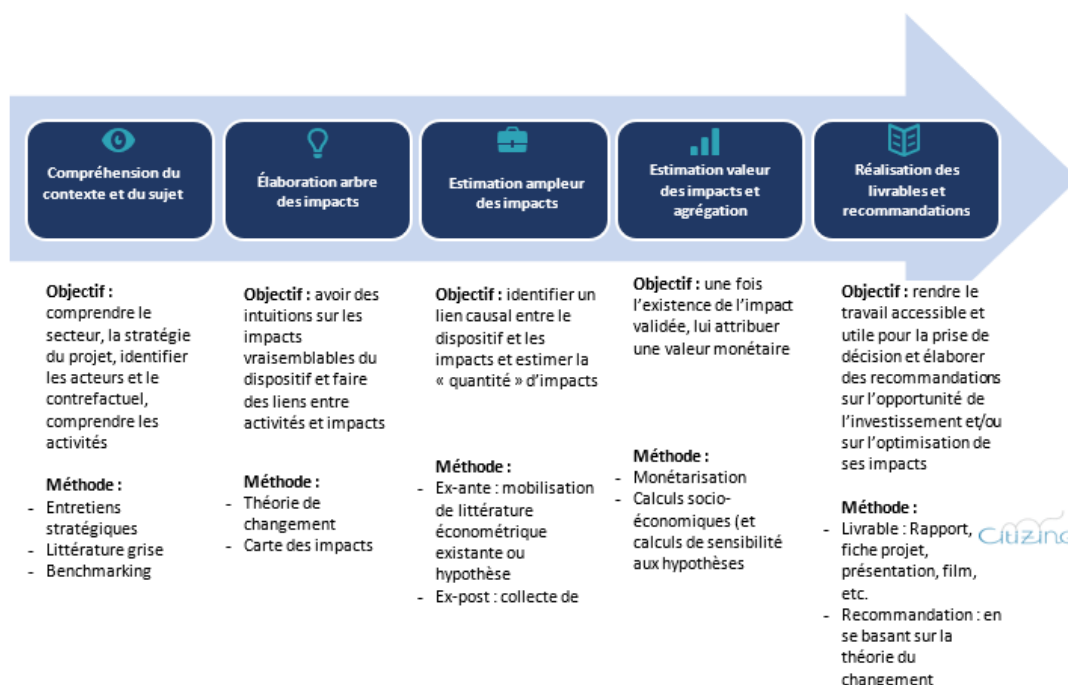 Compréhension du
contexte et du sujet
Élaboration arbre
des impacts
Estimation ampleur
des impacts
Estimation valeur
des impacts et
agrégation
Réalisation des
livrables et
recommandations
Objectif :
comprendre le
secteur, la stratégie
du projet, identifier
les acteurs et le
contrefactuel,
comprendre les
activités
Méthode :
- Entretiens
stratégiques
- Littérature grise
- Benchmarking
Objectif : avoir des
intuitions sur les
impacts
vraisemblables du
dispositif et faire
des liens entre
activités et impacts
Méthode :
- Théorie de
changement
- Carte des impacts
Objectif : identifier un
lien causal entre le
dispositif et les
impacts et estimer la
« quantité » d’impacts
Méthode :
- Ex-ante : mobilisation
de littérature
économétrique
existante ou
hypothèse
- Ex-post : collecte de
Objectif : une fois
l’existence de l’impact
validée, lui attribuer
une valeur monétaire
Méthode :
- Monétarisation
- Calculs socio-
économiques (et
calculs de sensibilité
aux hypothèses
Objectif : rendre le
travail accessible et
utile pour la prise de
décision et élaborer
des recommandations
sur l’opportunité de
l’investissement et/ou
sur l’optimisation de
ses impacts
Méthode :
- Livrable : Rapport,
fiche projet,
présentation, film,
etc.
- Recommandation : en
se basant sur la
théorie du
changement
Citizing